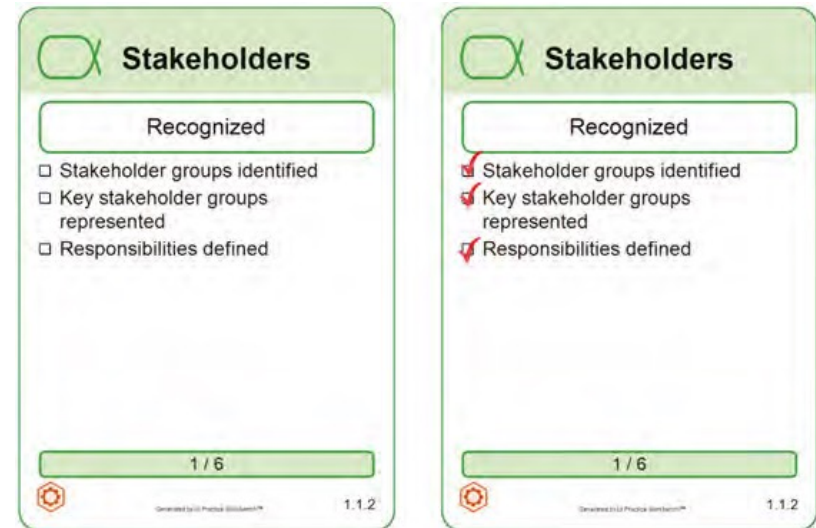 Stakeholders
Recognized
Stakeholder groups identified
Key stakeholder groups
represented
Responsibilities defined
1 / 6
1.1.2
Stakeholders
Recognized
Stakeholder groups identified
Key stakeholder groups
represented
Responsibilities defined
1 / 6
1.1.2